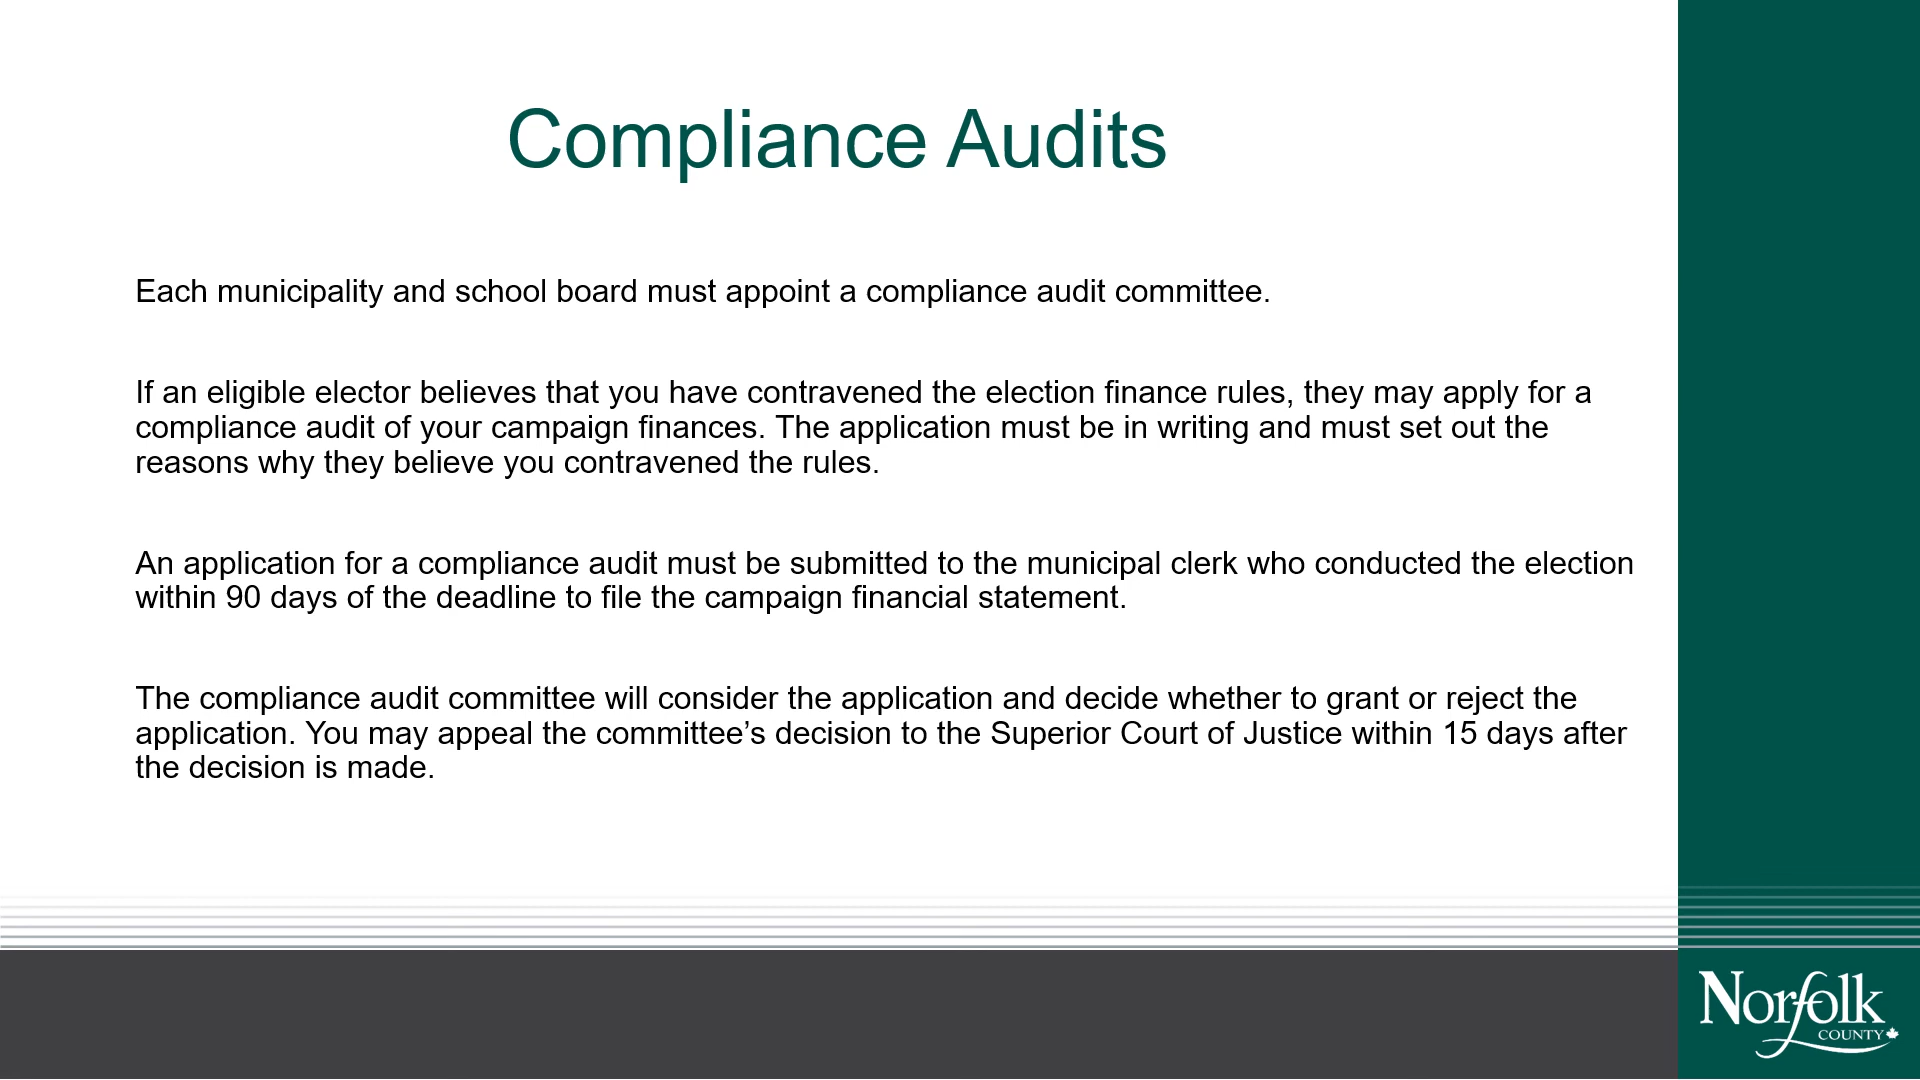 Compliance Audits
Each municipality and school board must appoint a compliance audit committee.
If an eligible elector believes that you have contravened the election finance rules, they may apply for a
compliance audit of your campaign finances. The application must be in writing and must set out the
reasons why they believe you contravened the rules.
An application for a compliance audit must be submitted to the municipal clerk who conducted the election
within 90 days of the deadline to file the campaign financial statement.
The compliance audit committee will consider the application and decide whether to grant or reject the
application. You may appeal the committee’s decision to the Superior Court of Justice within 15 days after
the decision is made.
Norfolk
COUNTY